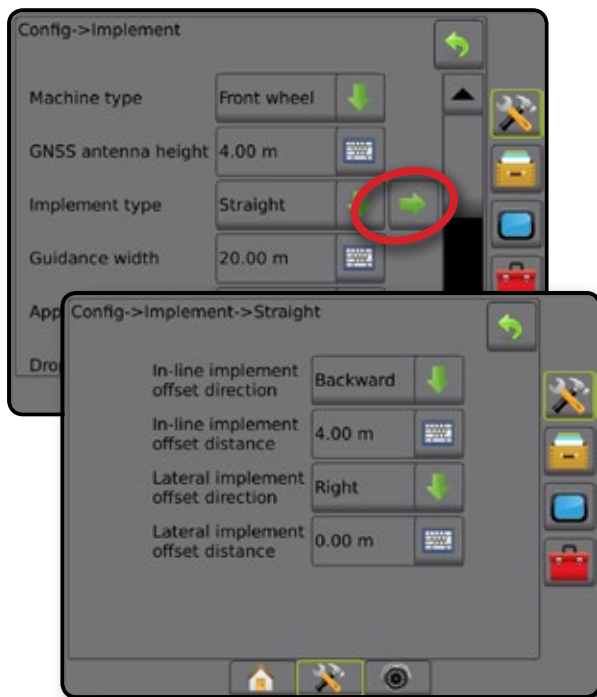 Config->Implement
Machine type
Front wheel
GNSS antenna height
4.00 m
Implement type
Straight
Guidance width
20.00 m
App
Dro
Config->Implement->Straight
In-line implement
offset direction
Backward
In-line implement
offset distance
4.00 m
Lateral implement
offset direction
Right
Lateral implement
offset distance
0.00 m